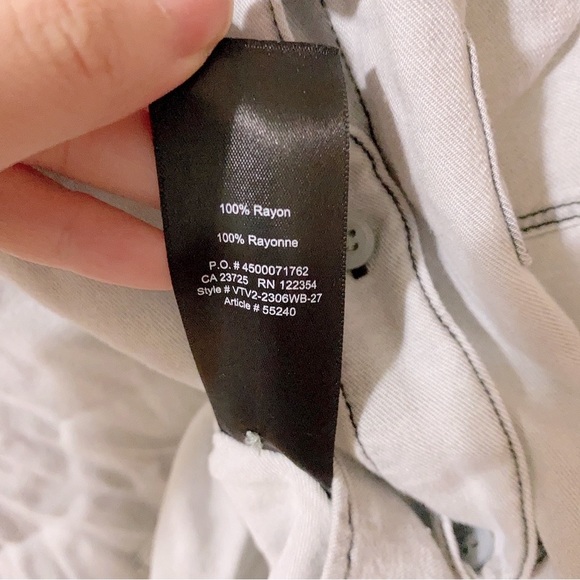 100% Rayon
100% Rayonne
P.O. # 4500071762
CA 23725 RN 122354
Style # VTV2-2306WB-27
Article # 55240